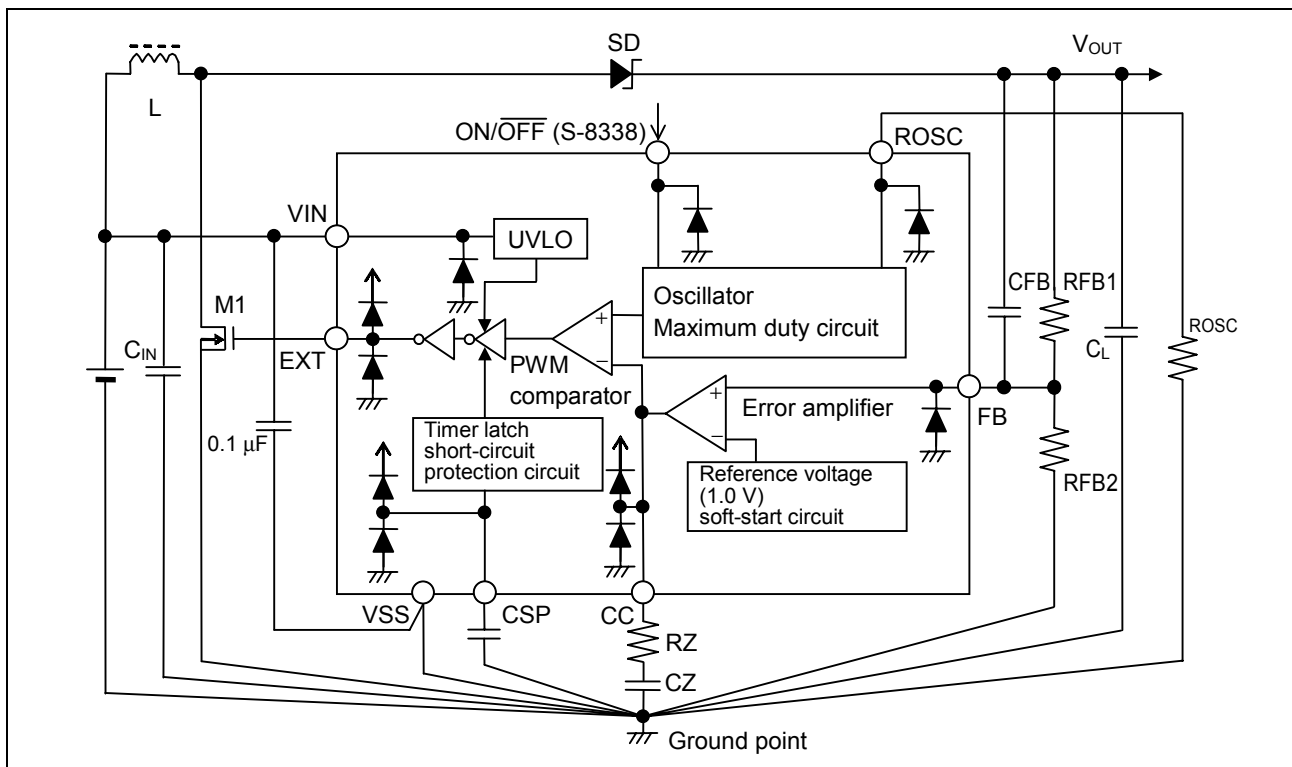 SD
VOUT
L
ON/OFF (S-8338)
ROSC
VIN
UVLO
Oscillator
Maximum duty circuit
CFB
RFB1
M1
CIN
EXT
+
−
PWM
comparator
CL
ROSC
+
−
Error amplifier
FB
0.1 μF
Timer latch
short-circuit
protection circuit
Reference voltage
(1.0 V)
soft-start circuit
RFB2
VSS
CSP
CC
RZ
CZ
Ground point